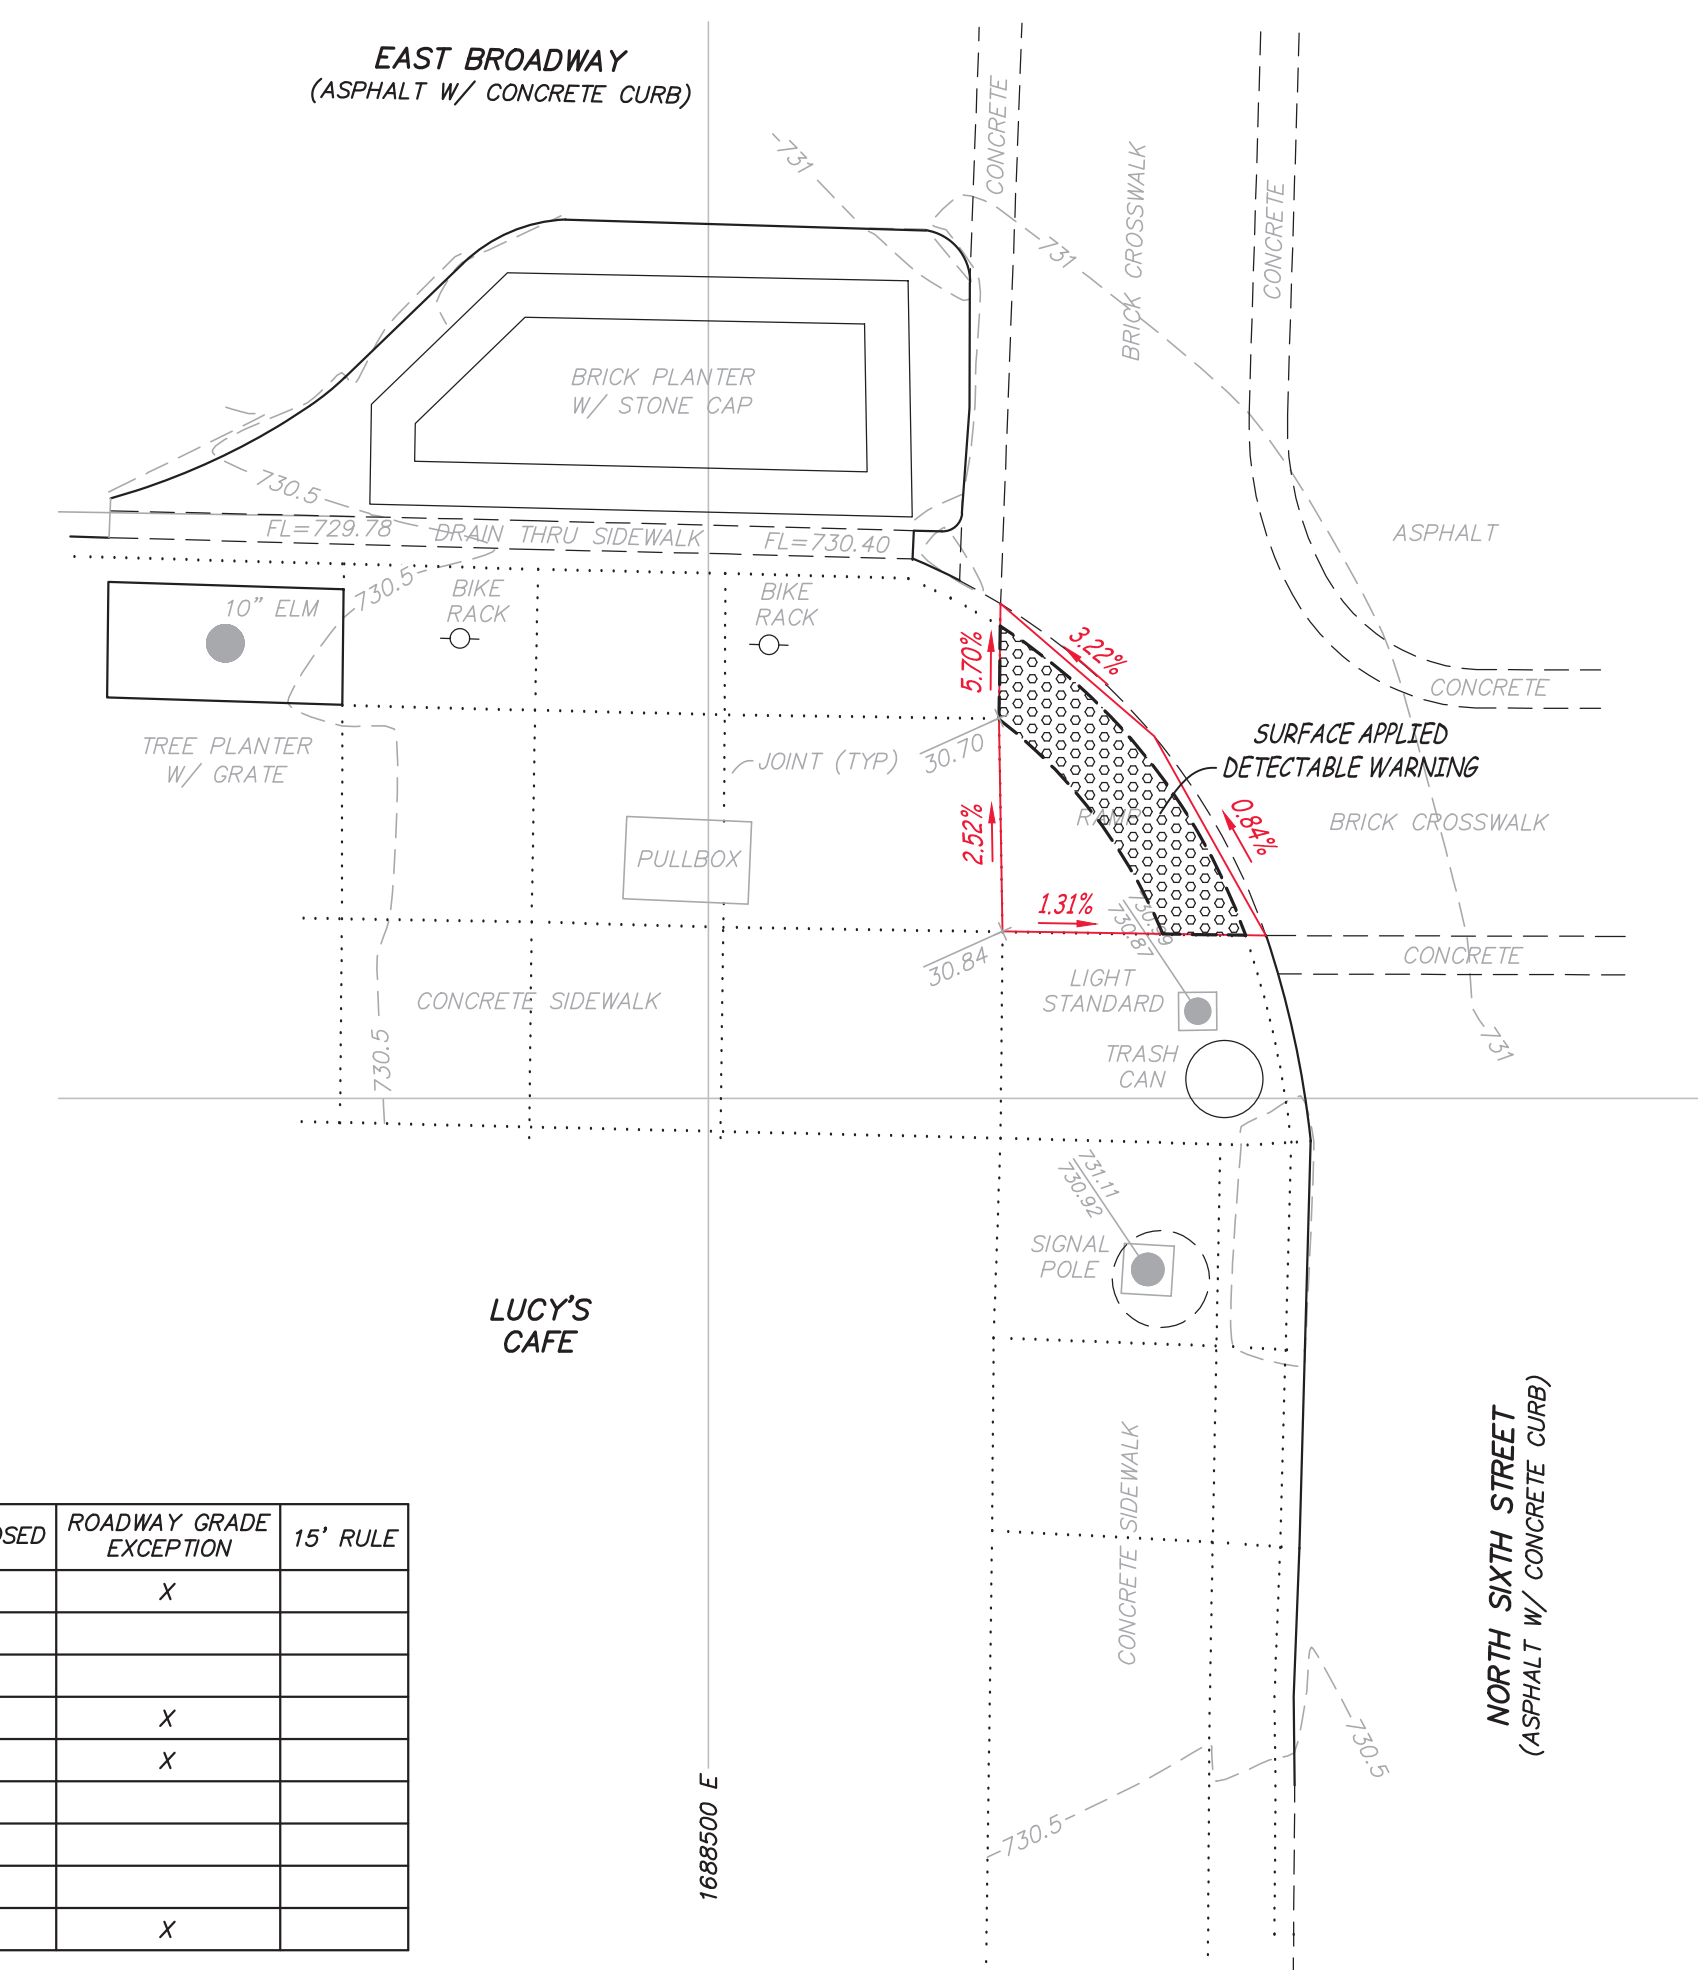 EAST BROADWAY
(ASPHALT W/ CONCRETE CURB)
CONCRETE
731
731
BRICK CROSSWALK
CONCRETE
BRICK PLANTER
W/ STONE CAP
730.5
FL=729.78
DRAIN THRU SIDEWALK
FL=730.40
ASPHALT
730.5
10" ELM
BIKE
RACK
BIKE
RACK
5.70%
3.22%
CONCRETE
TREE PLANTER
W/ GRATE
JOINT (TYP)
30.70
SURFACE APPLIED
DETECTABLE WARNING
RAMP
2.52%
0.84%
BRICK CROSSWALK
PULLBOX
1.31%
730.87
30.84
CONCRETE
LIGHT
STANDARD
CONCRETE SIDEWALK
730.5
TRASH
CAN
731
731.11
730.92
SIGNAL
POLE
LUCY'S
CAFE
CONCRETE SIDEWALK
NORTH SIXTH STREET
(ASPHALT W/ CONCRETE CURB)
730.5
730.5
1688500 E
ROADWAY GRADE
EXCEPTION
15' RULE
X
X
X
X